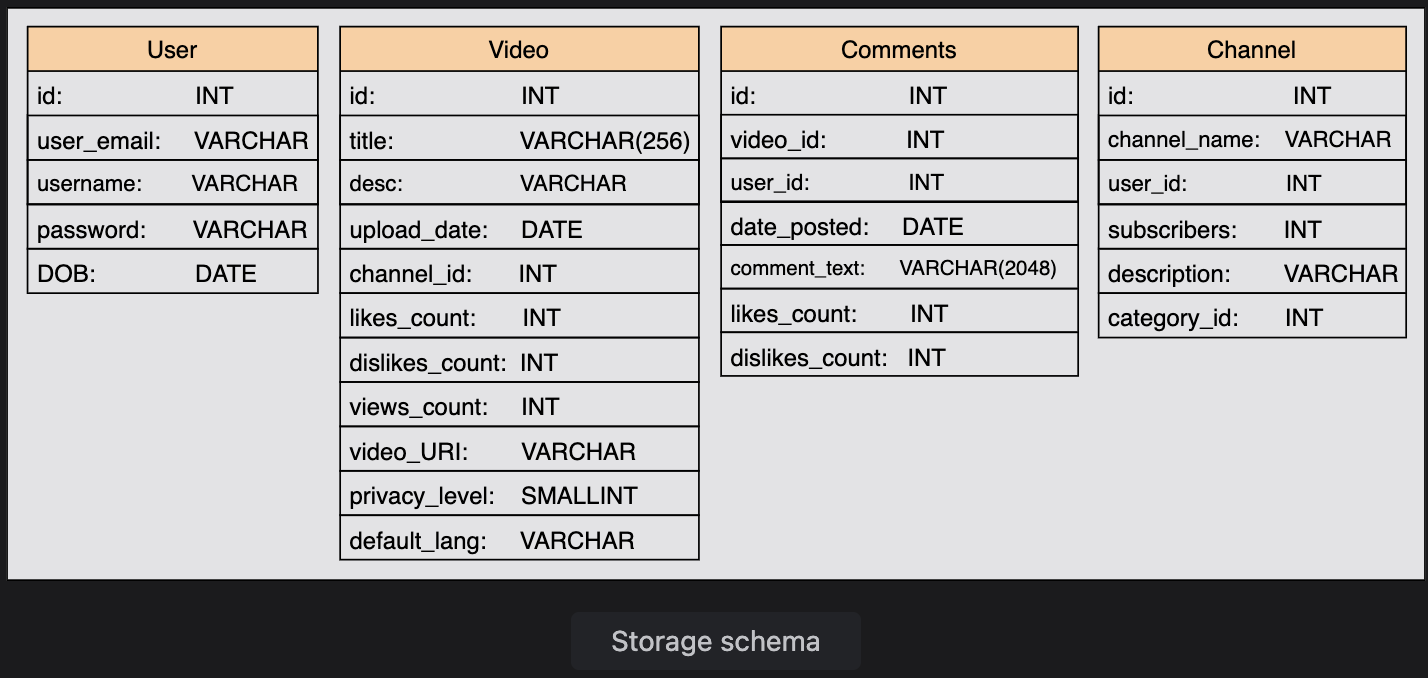 User
id: INT
user_email: VARCHAR
username: VARCHAR
password: VARCHAR
DOB: DATE
Video
id: INT
title: VARCHAR(256)
desc: VARCHAR
upload_date: DATE
channel_id: INT
likes_count: INT
dislikes_count: INT
views_count: INT
video_URI: VARCHAR
privacy_level: SMALLINT
default_lang: VARCHAR
Comments
id: INT
video_id: INT
user_id: INT
date_posted: DATE
comment_text: VARCHAR(2048)
likes_count: INT
dislikes_count: INT
Channel
id: INT
channel_name: VARCHAR
user_id: INT
subscribers: INT
description: VARCHAR
category_id: INT
Storage schema